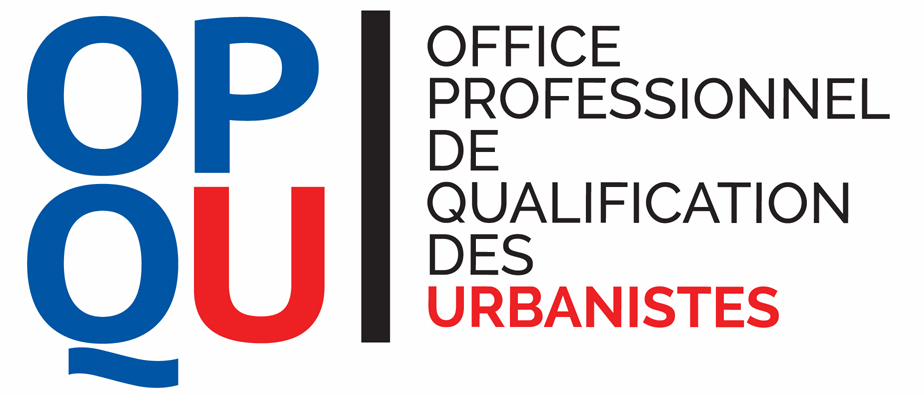 OP
QU
OFFICE
PROFESSIONNEL
DE
QUALIFICATION
DES
URBANISTES